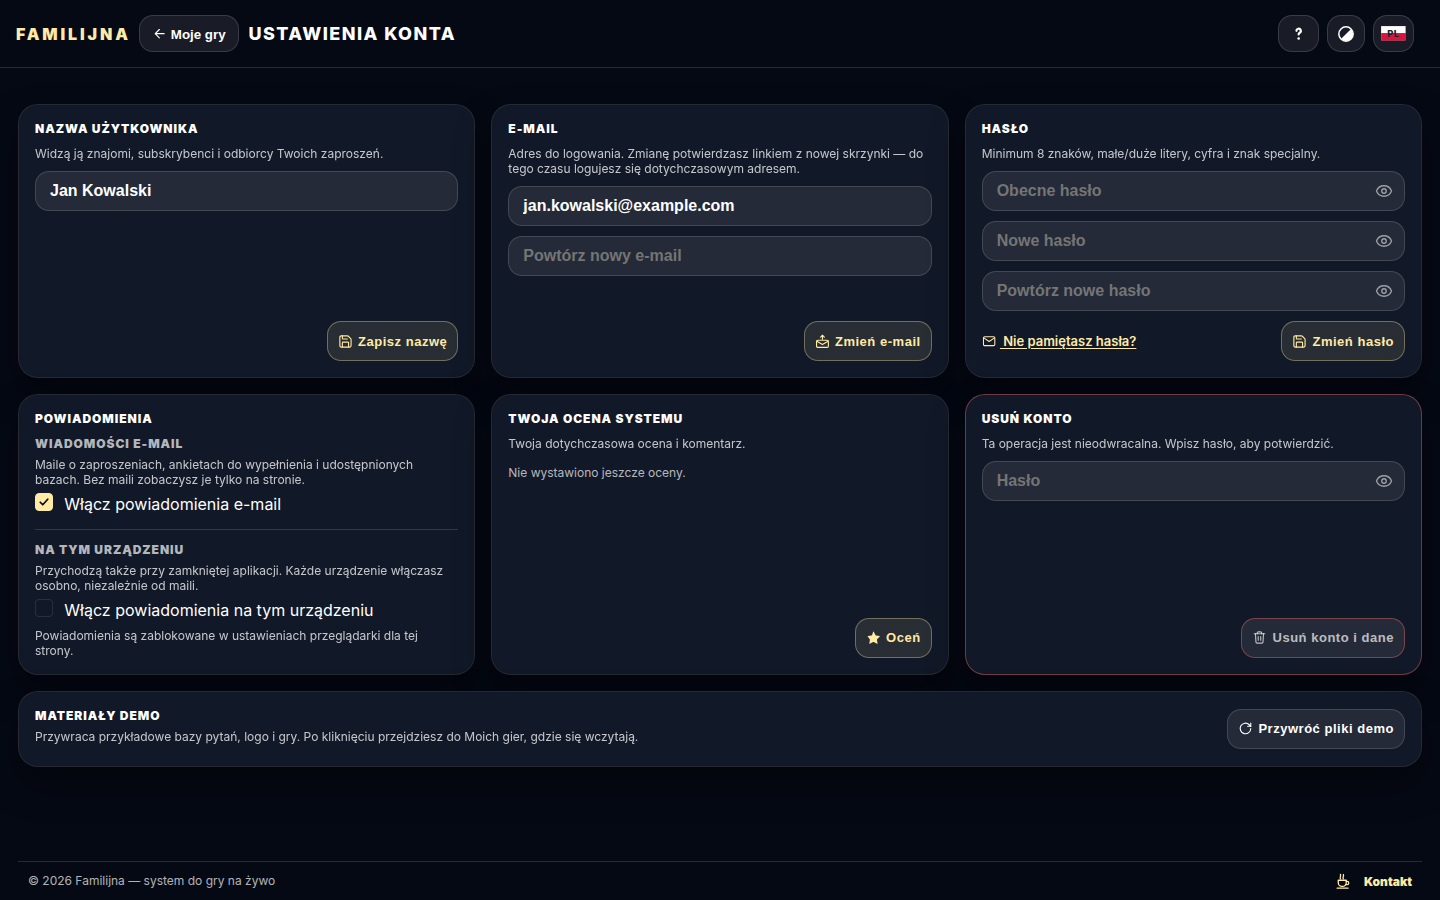 FAMILIJNA
Moje gry
USTAWIENIA KONTA
?
PL
NAZWA UŻYTKOWNIKA
Widzą ją znajomi, subskrybenci i odbiorcy Twoich zaproszeń.
Jan Kowalski
Zapisz nazwę
E-MAIL
Adres do logowania. Zmianę potwierdzasz linkiem z nowej skrzynki — do
tego czasu logujesz się dotychczasowym adresem.
jan.kowalski@example.com
Powtórz nowy e-mail
Zmień e-mail
HASŁO
Minimum 8 znaków, małe/duże litery, cyfra i znak specjalny.
Obecne hasło
Nowe hasło
Powtórz nowe hasło
Nie pamiętasz hasła?
Zmień hasło
POWIADOMIENIA
WIADOMOŚCI E-MAIL
Maile o zaproszeniach, ankietach do wypełnienia i udostępnionych
bazach. Bez maili zobaczysz je tylko na stronie.
Włącz powiadomienia e-mail
NA TYM URZĄDZENIU
Przychodzą także przy zamkniętej aplikacji. Każde urządzenie włączasz
osobno, niezależnie od maili.
Włącz powiadomienia na tym urządzeniu
Powiadomienia są zablokowane w ustawieniach przeglądarki dla tej
strony.
TWOJA OCENA SYSTEMU
Twoja dotychczasowa ocena i komentarz.
Nie wystawiono jeszcze oceny.
Oceń
USUŃ KONTO
Ta operacja jest nieodwracalna. Wpisz hasło, aby potwierdzić.
Hasło
Usuń konto i dane
MATERIAŁY DEMO
Przywraca przykładowe bazy pytań, logo i gry. Po kliknięciu przejdziesz do Moich gier, gdzie się wczytają.
Przywróć pliki demo
© 2026 Familijna — system do gry na żywo
Kontakt